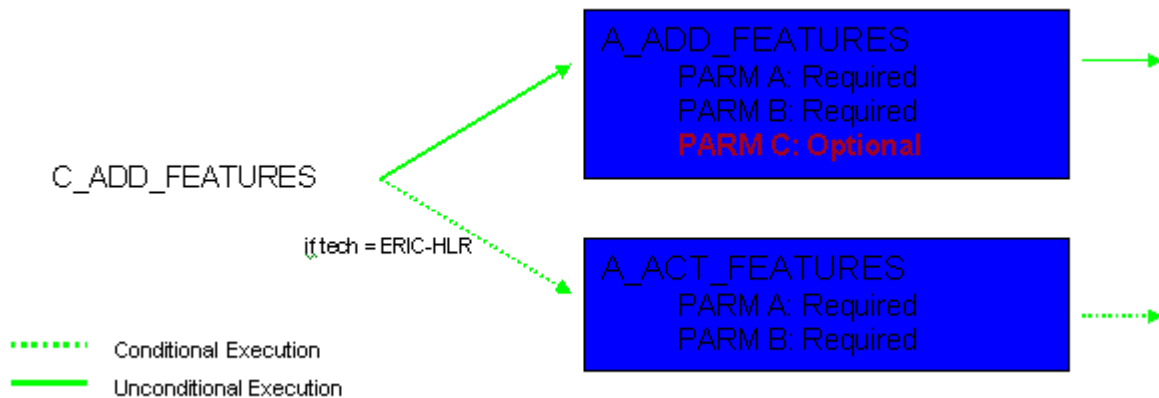 A_ADD_FEATURES
PARM A: Required
PARM B: Required
PARM C: Optional
C_ADD_FEATURES
if tech = ERIC-HLR
A_ACT_FEATURES
PARM A: Required
PARM B: Required
Conditional Execution
Unconditional Execution